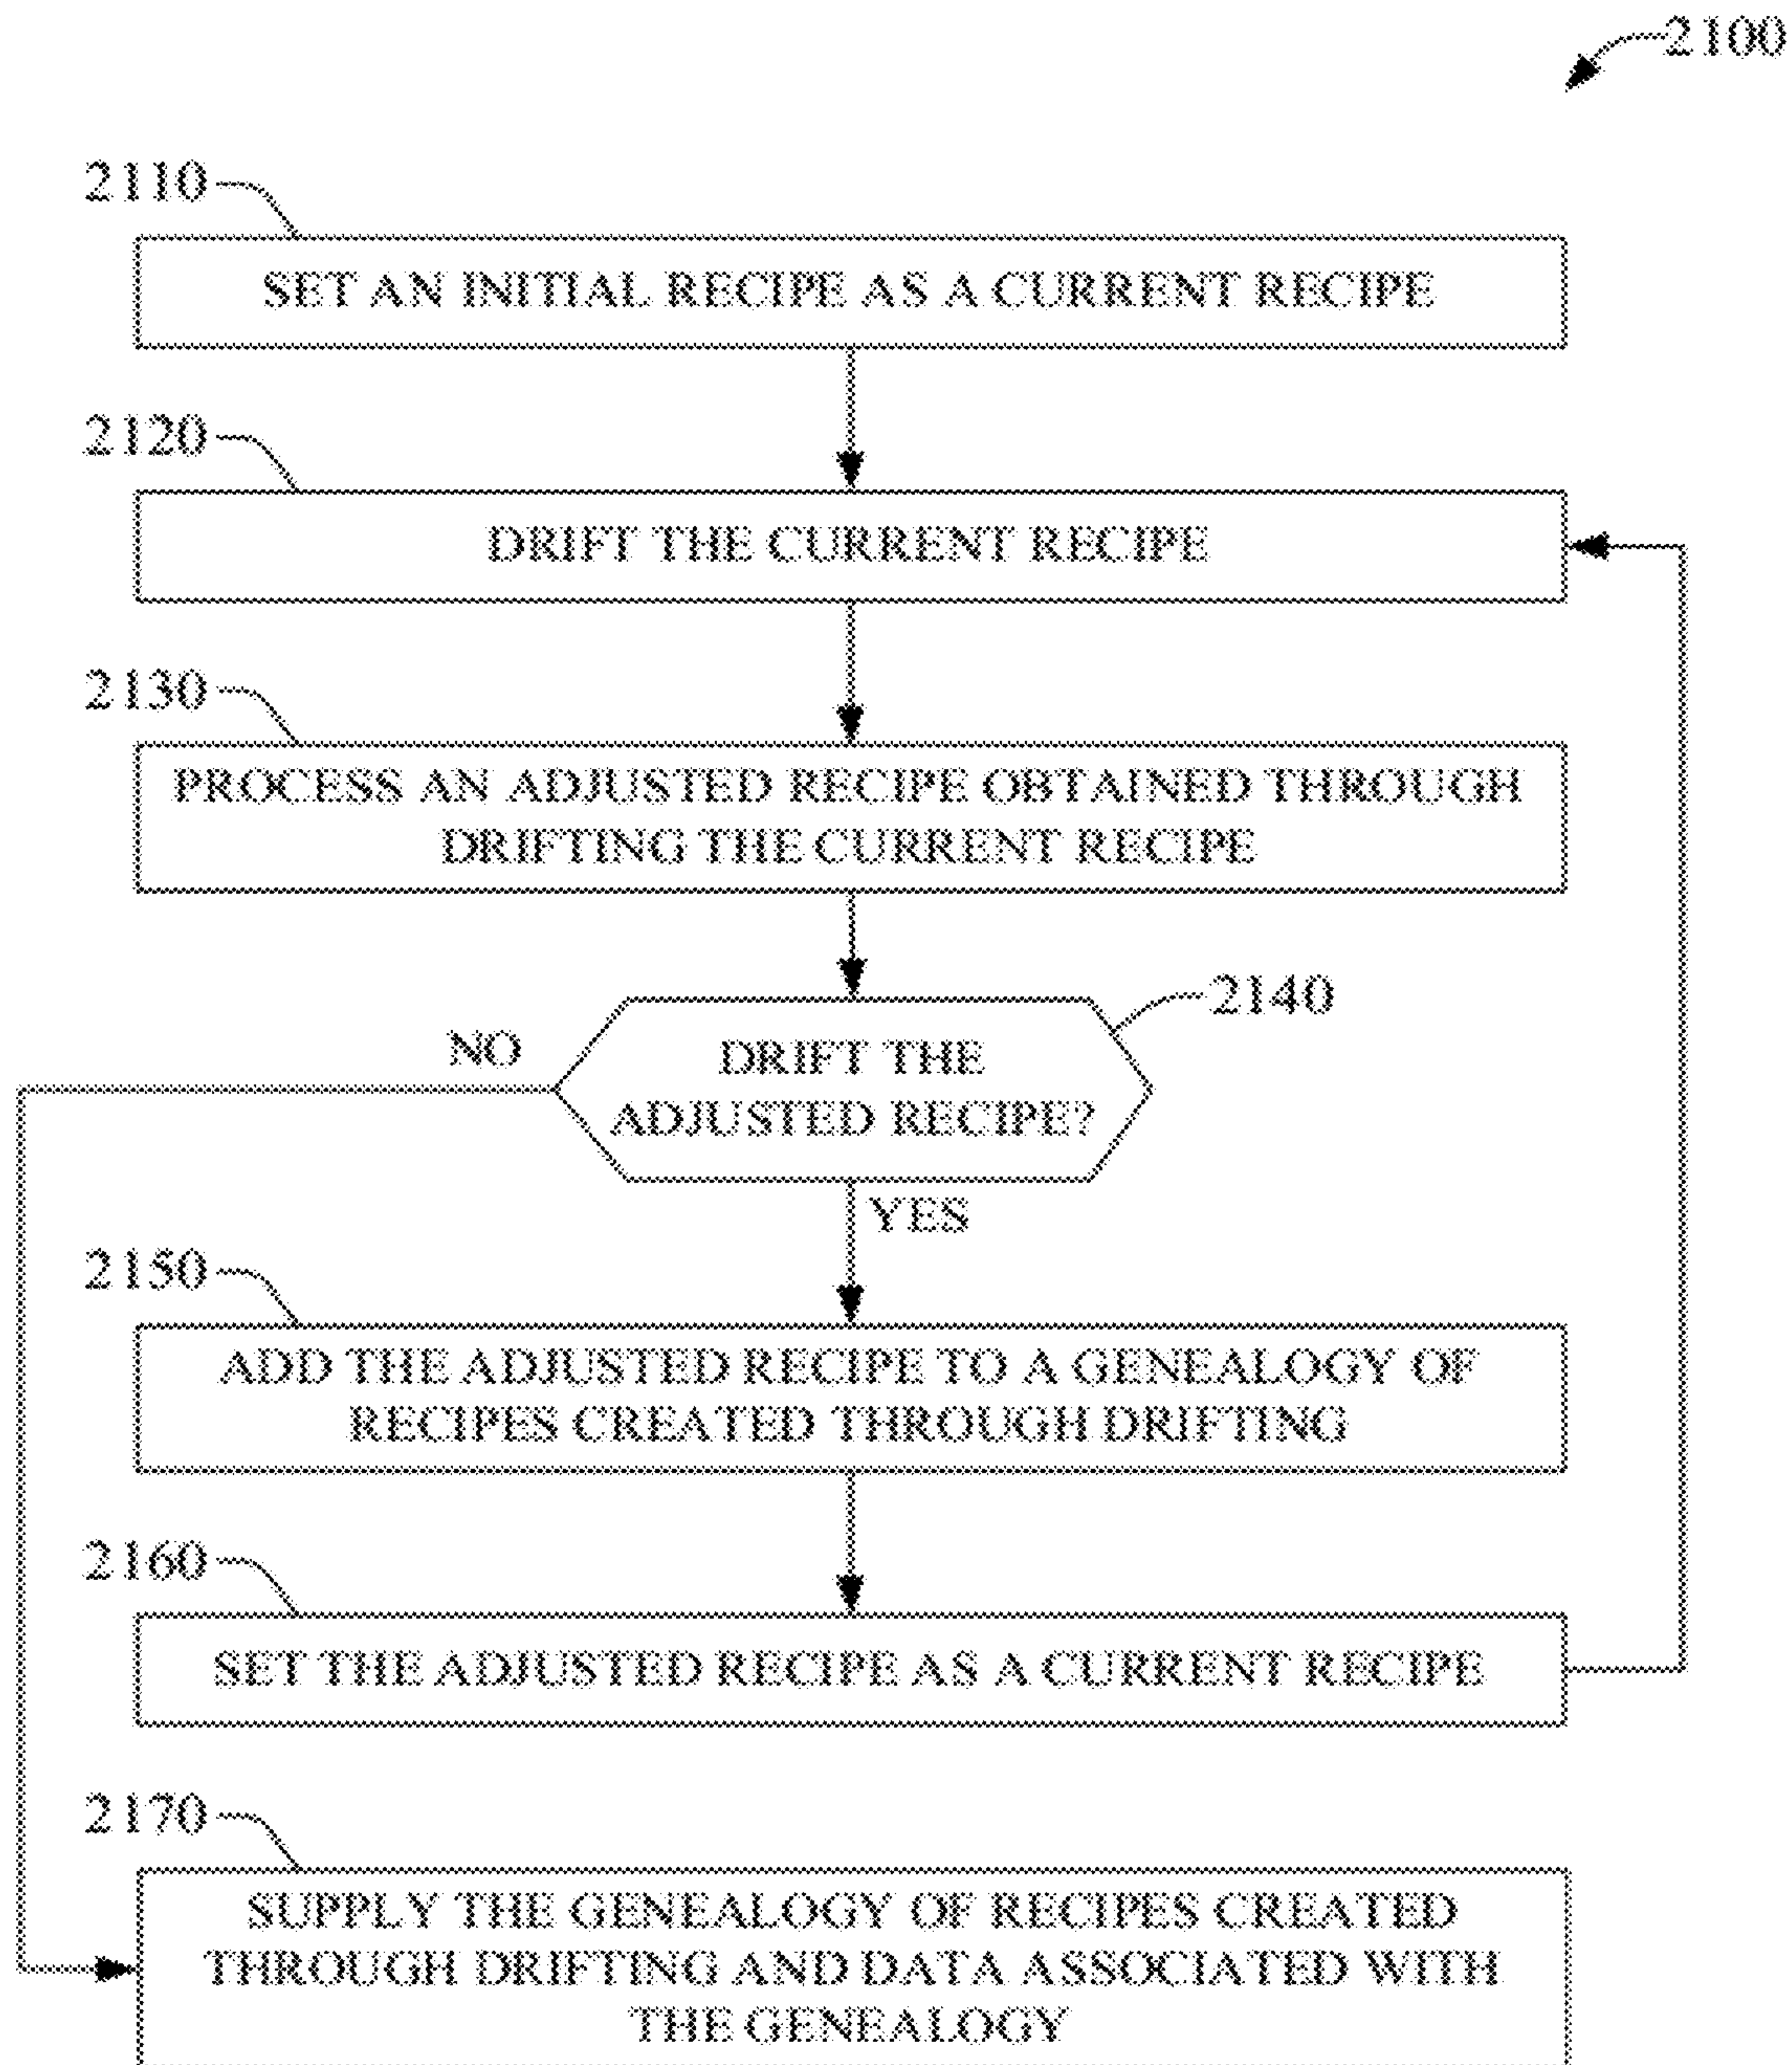 2100
2110
SET AN INITIAL RECIPE AS A CURRENT RECIPE
2120
DRIFT THE CURRENT RECIPE
2130
PROCESS AN ADJUSTED RECIPE OBTAINED THROUGH
DRIFTING THE CURRENT RECIPE
2140
NO
DRIFT THE
ADJUSTED RECIPE?
YES
2150
ADD THE ADJUSTED RECIPE TO A GENEALOGY OF
RECIPES CREATED THROUGH DRIFTING
2160
SET THE ADJUSTED RECIPE AS A CURRENT RECIPE
2170
SUPPLY THE GENEALOGY OF RECIPES CREATED
THROUGH DRIFTING AND DATA ASSOCIATED WITH
THE GENEALOGY